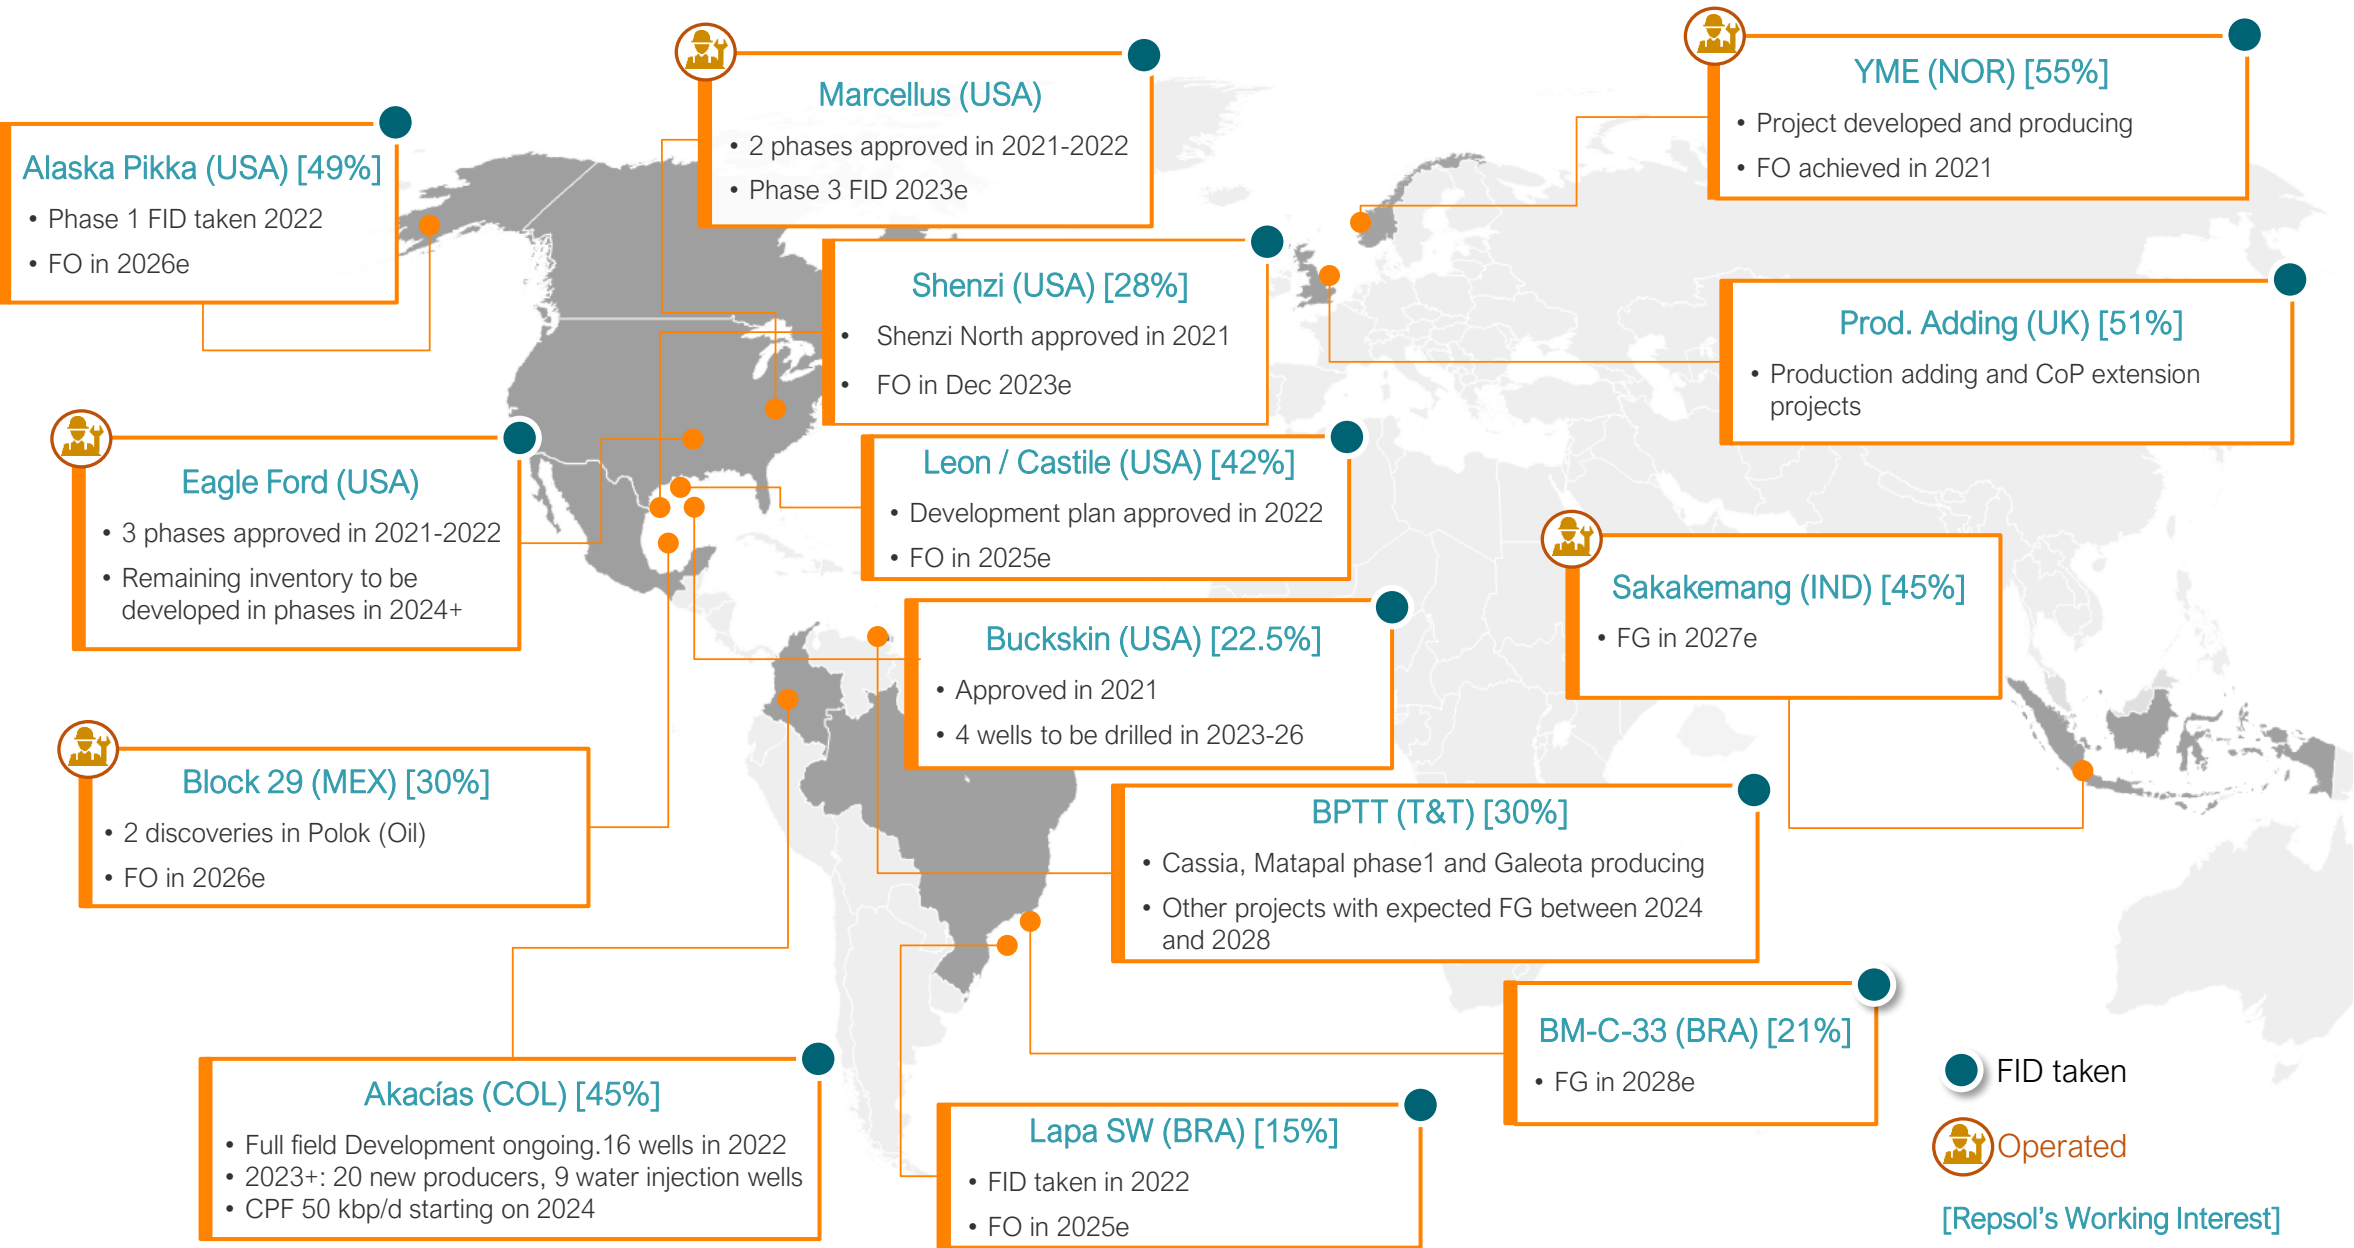 Marcellus (USA)
• 2 phases approved in 2021-2022
• Phase 3 FID 2023e
YME (NOR) [55%]
• Project developed and producing
• FO achieved in 2021
Alaska Pikka (USA) [49%]
• Phase 1 FID taken 2022
• FO in 2026e
Shenzi (USA) [28%]
• Shenzi North approved in 2021
• FO in Dec 2023e
Prod. Adding (UK) [51%]
• Production adding and CoP extension
projects
Eagle Ford (USA)
• 3 phases approved in 2021-2022
• Remaining inventory to be
developed in phases in 2024+
Leon / Castile (USA) [42%]
• Development plan approved in 2022
• FO in 2025e
Sakakemang (IND) [45%]
• FG in 2027e
Buckskin (USA) [22.5%]
• Approved in 2021
• 4 wells to be drilled in 2023-26
Block 29 (MEX) [30%]
• 2 discoveries in Polok (Oil)
• FO in 2026e
BPTT (T&T) [30%]
• Cassia, Matapal phase1 and Galeota producing
• Other projects with expected FG between 2024
and 2028
BM-C-33 (BRA) [21%]
• FG in 2028e
Akacías (COL) [45%]
• Full field Development ongoing.16 wells in 2022
• 2023+: 20 new producers, 9 water injection wells
• CPF 50 kbp/d starting on 2024
Lapa SW (BRA) [15%]
• FID taken in 2022
• FO in 2025e
FID taken
Operated
[Repsol's Working Interest]